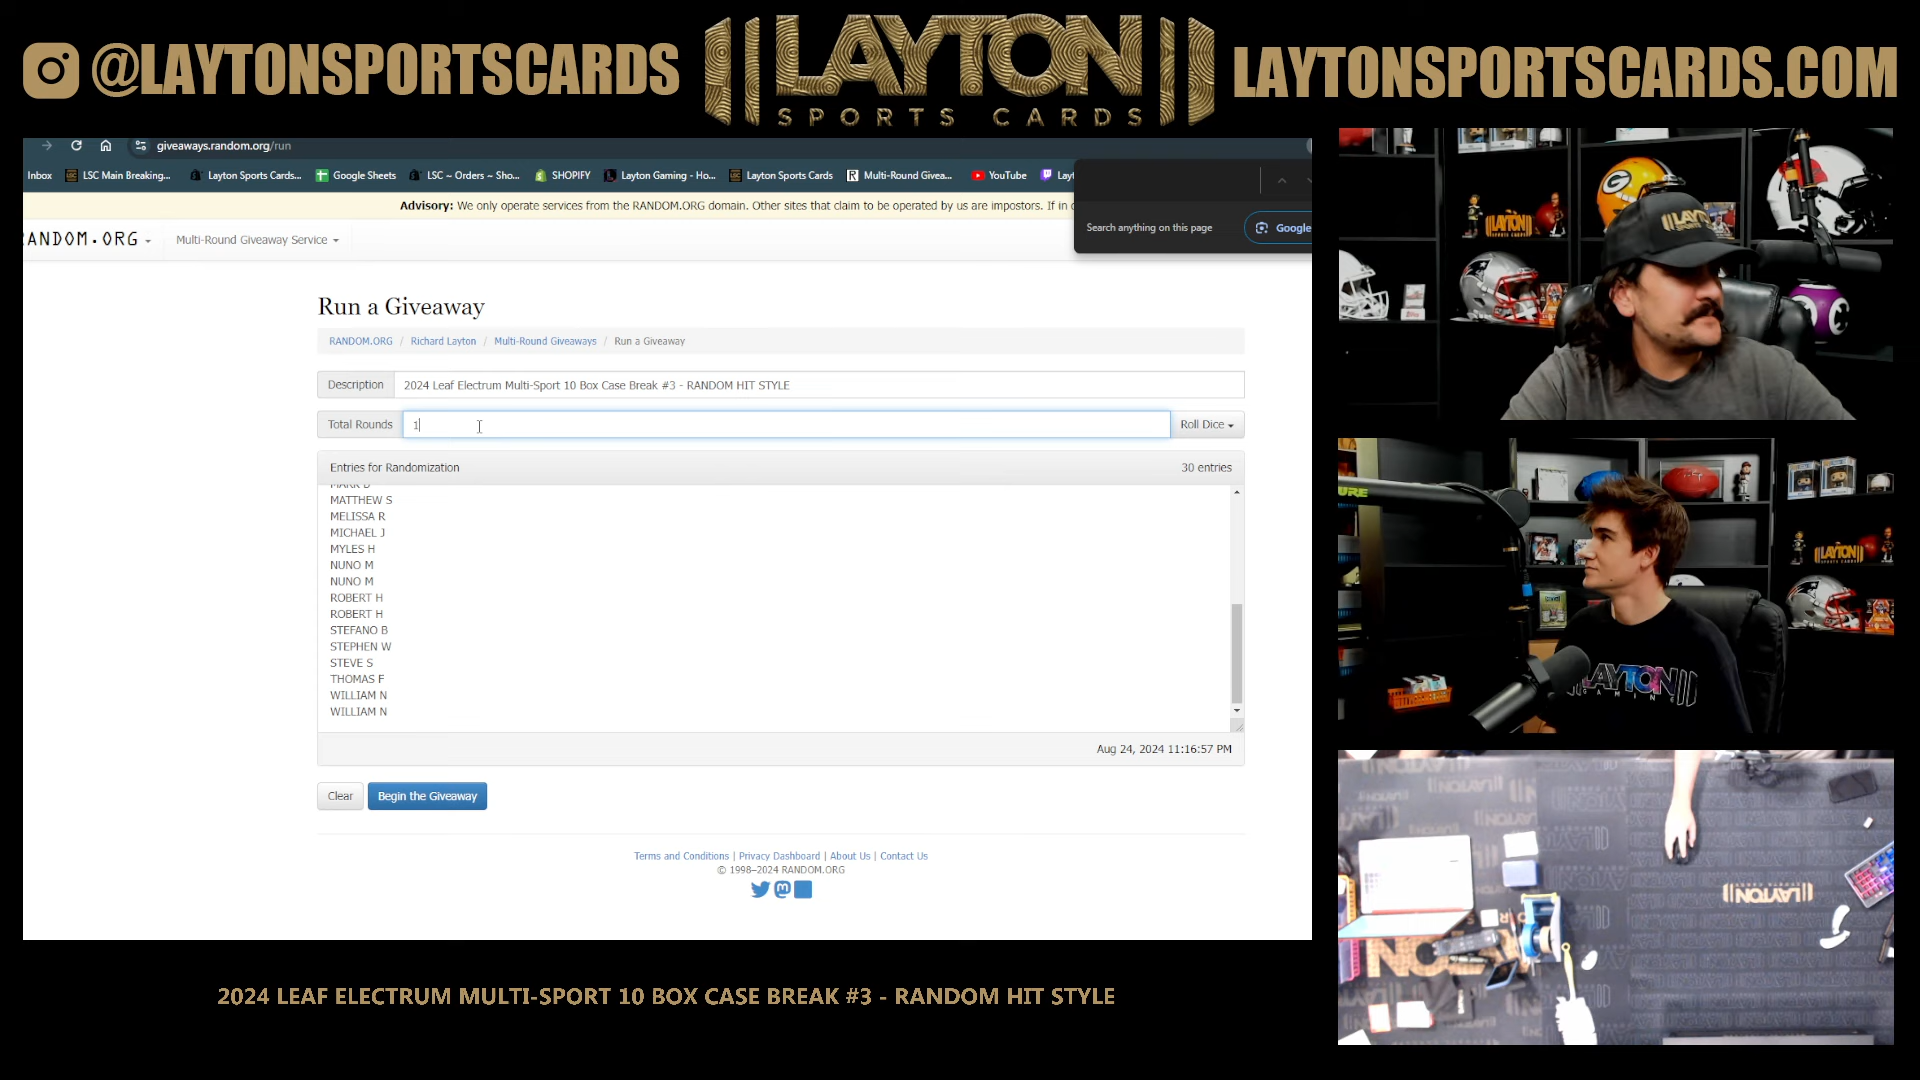 @LAYTONSPORTSCARDS
LAYTON
SPORTS CARDS
LAYTONSPORTSCARDS.COM
giveaways.random.org/run
Inbox
LSC Main Breaking...
Layton Sports Cards...
Google Sheets
LSC ~ Orders ~ Sho...
SHOPIFY
Layton Gaming - Ho...
Layton Sports Cards
Multi-Round Givea...
YouTube
Layt
Advisory: We only operate services from the RANDOM.ORG domain. Other sites that claim to be operated by us are impostors. If in
Search anything on this page
Google
ANDOM.ORG
Multi-Round Giveaway Service
Run a Giveaway
RANDOM.ORG / Richard Layton / Multi-Round Giveaways / Run a Giveaway
Description
2024 Leaf Electrum Multi-Sport 10 Box Case Break #3 - RANDOM HIT STYLE
Total Rounds
1
Roll Dice
Entries for Randomization
30 entries
MATTHEW S
MELISSA R
MICHAEL J
MYLES H
NUNO M
NUNO M
ROBERT H
ROBERT H
STEFANO B
STEPHEN W
STEVE S
THOMAS F
WILLIAM N
WILLIAM N
Aug 24, 2024 11:16:57 PM
Clear
Begin the Giveaway
Terms and Conditions | Privacy Dashboard | About Us | Contact Us
© 1998–2024 RANDOM.ORG
2024 LEAF ELECTRUM MULTI-SPORT 10 BOX CASE BREAK #3 - RANDOM HIT STYLE
LAYTON
LAYTON
LAYTON
GAMING
LAYTON